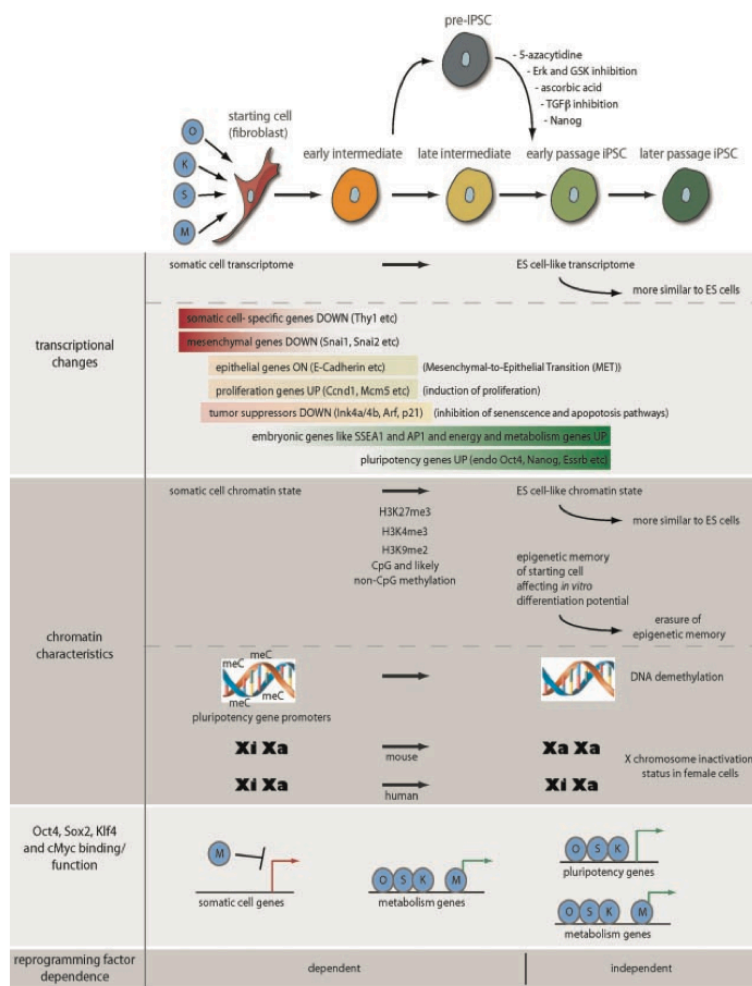 pre-IPSC
- 5-azacytidine
- Erk and GSK inhibition
- ascorbic acid
- TGFβ inhibition
- Nanog
starting cell
(fibroblast)
O
K
S
M
early intermediate
late intermediate
early passage iPSC
later passage iPSC
transcriptional
changes
somatic cell transcriptome
ES cell-like transcriptome
more similar to ES cells
somatic cell- specific genes DOWN (Thy1 etc)
mesenchymal genes DOWN (Snai1, Snai2 etc)
epithelial genes ON (E-Cadherin etc)
(Mesenchymal-to-Epithelial Transition (MET))
proliferation genes UP (Ccnd1, Mcm5 etc)
(induction of proliferation)
tumor suppressors DOWN (Ink4a/4b, Arf, p21)
(inhibition of senenscence and apopotosis pathways)
embryonic genes like SSEA1 and AP1 and energy and metabolism genes UP
pluripotency genes UP (endo Oct4, Nanog, Essrb etc)
chromatin
characteristics
somatic cell chromatin state
ES cell-like chromatin state
more similar to ES cells
H3K27me3
H3K4me3
H3K9me2
CpG and likely
non-CpG methylation
epigenetic memory
of starting cell
affecting in vitro
differentiation potential
erasure of
epigenetic memory
meC
meC
meC
meC
pluripotency gene promoters
DNA demethylation
Xi Xa
mouse
Xa Xa
X chromosome inactivation
status in female cells
Xi Xa
human
Xi Xa
Oct4, Sox2, Klf4
and cMyc binding/
function
M
somatic cell genes
O S K M
metabolism genes
O S K
pluripotency genes
O S K M
metabolism genes
reprogramming factor
dependence
dependent
independent